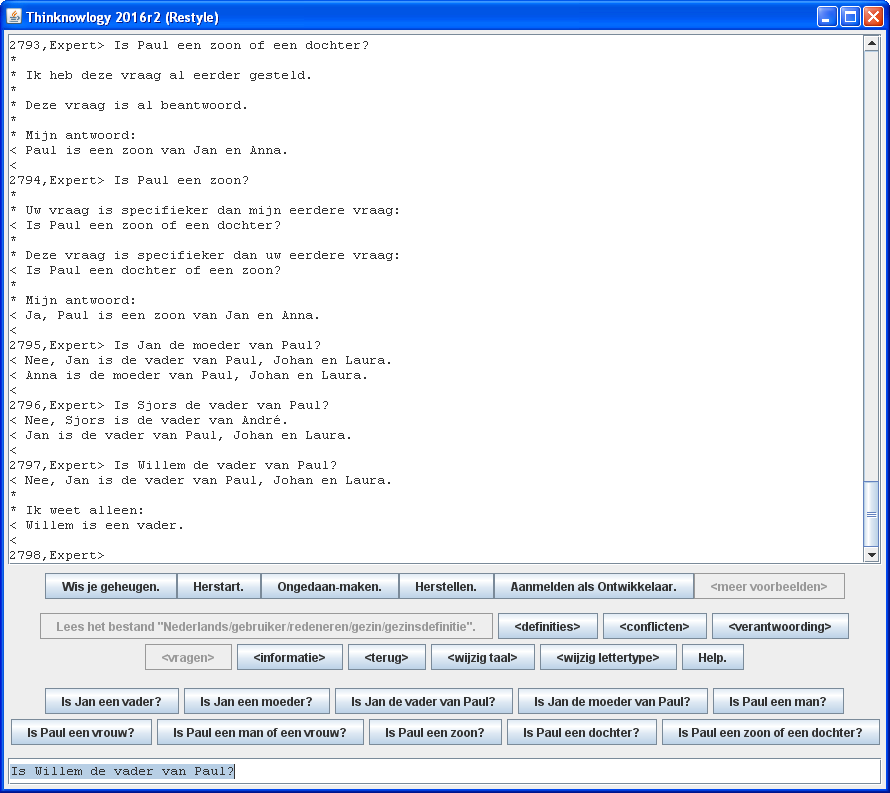 Thinknowlogy 2016r2 (Restyle)
2793,Expert> Is Paul een zoon of een dochter?
*
* Ik heb deze vraag al eerder gesteld.
*
* Deze vraag is al beantwoord.
*
* Mijn antwoord:
< Paul is een zoon van Jan en Anna.
<
2794,Expert> Is Paul een zoon?
*
* Uw vraag is specifieker dan mijn eerdere vraag:
< Is Paul een zoon of een dochter?
*
* Deze vraag is specifieker dan uw eerdere vraag:
< Is Paul een dochter of een zoon?
*
* Mijn antwoord:
< Ja, Paul is een zoon van Jan en Anna.
<
2795,Expert> Is Jan de moeder van Paul?
< Nee, Jan is de vader van Paul, Johan en Laura.
< Anna is de moeder van Paul, Johan en Laura.
<
2796,Expert> Is Sjors de vader van Paul?
< Nee, Sjors is de vader van André.
< Jan is de vader van Paul, Johan en Laura.
<
2797,Expert> Is Willem de vader van Paul?
< Nee, Jan is de vader van Paul, Johan en Laura.
*
* Ik weet alleen:
< Willem is een vader.
<
2798,Expert>
Wis je geheugen. Herstart. Ongedaan-maken. Herstellen. Aanmelden als Ontwikkelaar. <meer voorbeelden>
Lees het bestand "Nederlands/gebruiker/redeneren/gezin/gezinsdefinitie". <definities> <conflicten> <verantwoording>
<vragen> <informatie> <terug> <wijzig taal> <wijzig lettertype> Help.
Is Jan een vader? Is Jan een moeder? Is Jan de vader van Paul? Is Jan de moeder van Paul? Is Paul een man?
Is Paul een vrouw? Is Paul een man of een vrouw? Is Paul een zoon? Is Paul een dochter? Is Paul een zoon of een dochter?
Is Willem de vader van Paul?